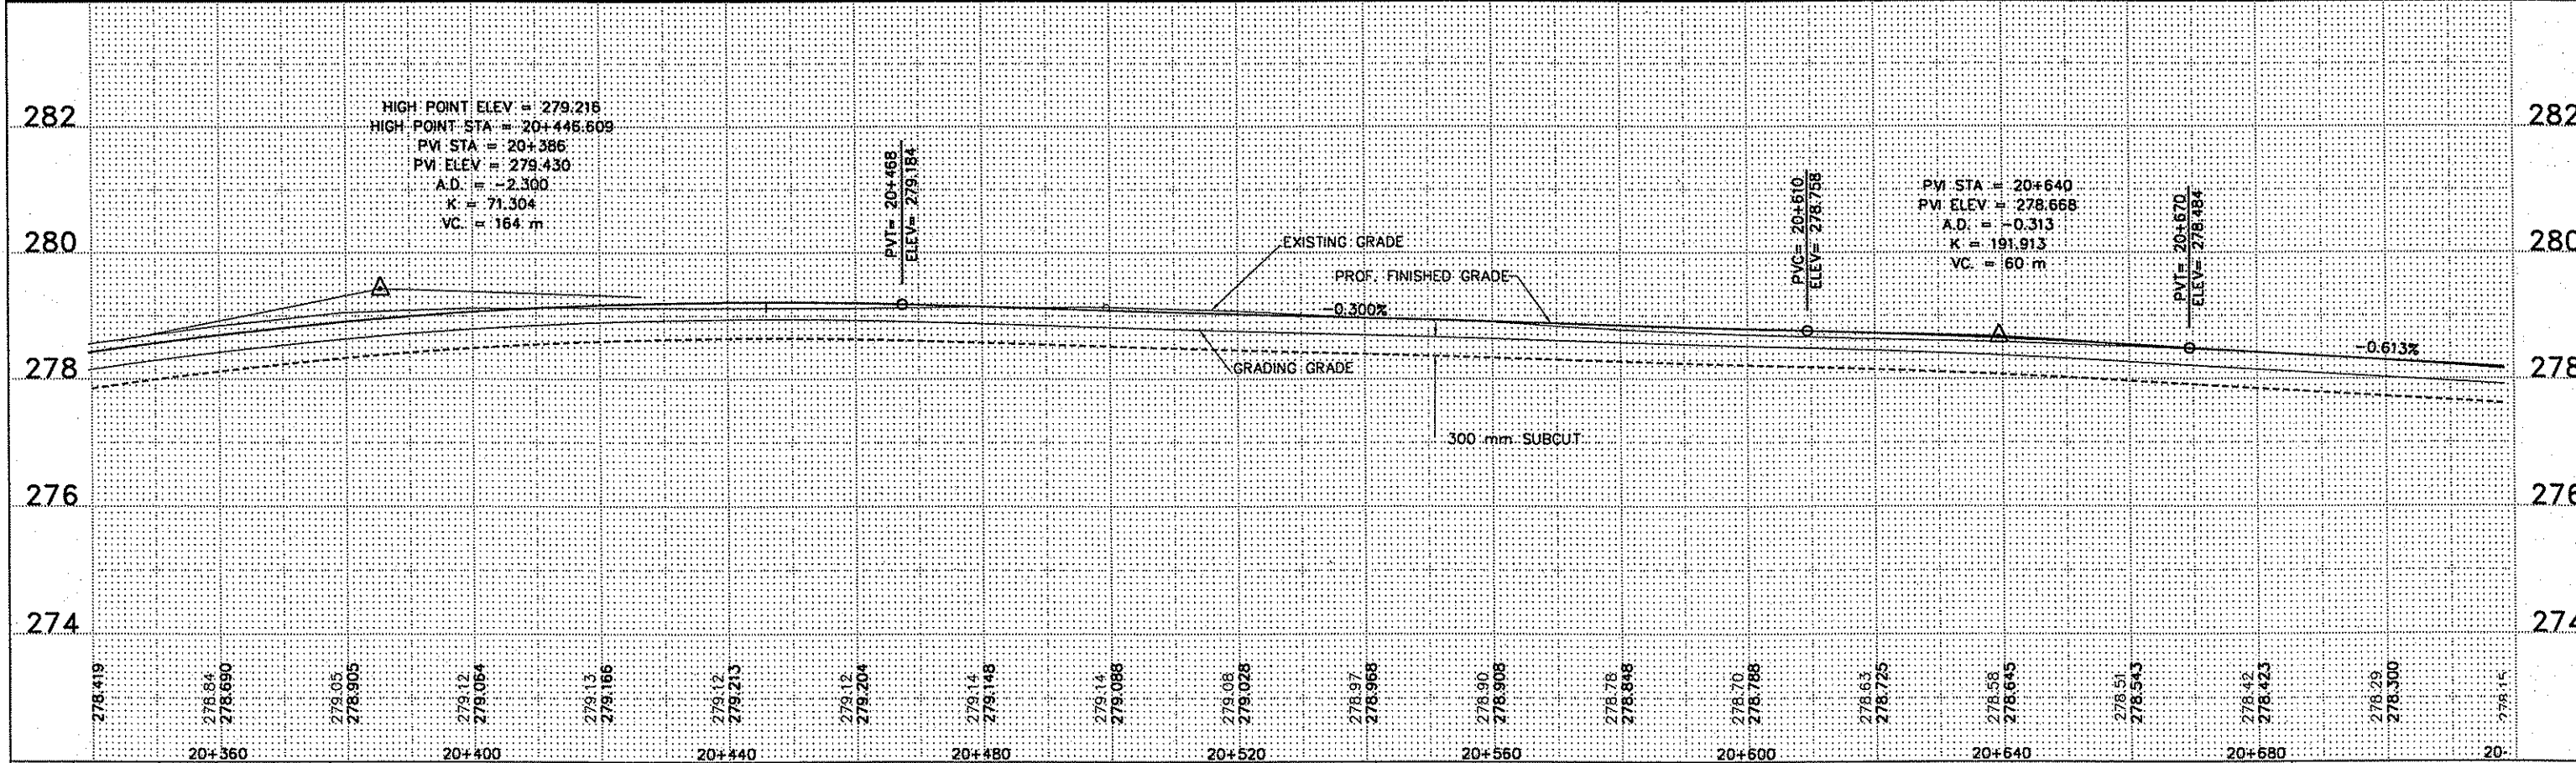 282
280
278
276
274
HIGH POINT ELEV = 279.216
HIGH POINT STA = 20+446.609
PVI STA = 20+386
PVI ELEV = 279.430
A.D. = -2.300
K = 71.304
VC. = 164 m
PVT= 20+468
ELEV= 279.184
EXISTING GRADE
PROF. FINISHED GRADE
-0.300%
GRADING GRADE
300 mm SUBCUT
PVC= 20+610
ELEV= 278.758
PVI STA = 20+640
PVI ELEV = 278.668
A.D. = -0.313
K = 191.913
VC. = 60 m
PVT= 20+670
ELEV= 278.484
-0.613%
282
280
278
276
274
278.419
278.84
278.690
279.05
278.905
279.12
279.064
279.13
279.166
279.12
279.213
279.12
279.204
279.14
279.148
279.14
279.088
279.08
279.028
278.97
278.968
278.90
278.908
278.78
278.848
278.70
278.788
278.63
278.725
278.58
278.645
278.51
278.543
278.42
278.423
278.29
278.300
278.15
20+360
20+400
20+440
20+480
20+520
20+560
20+600
20+640
20+680
20-